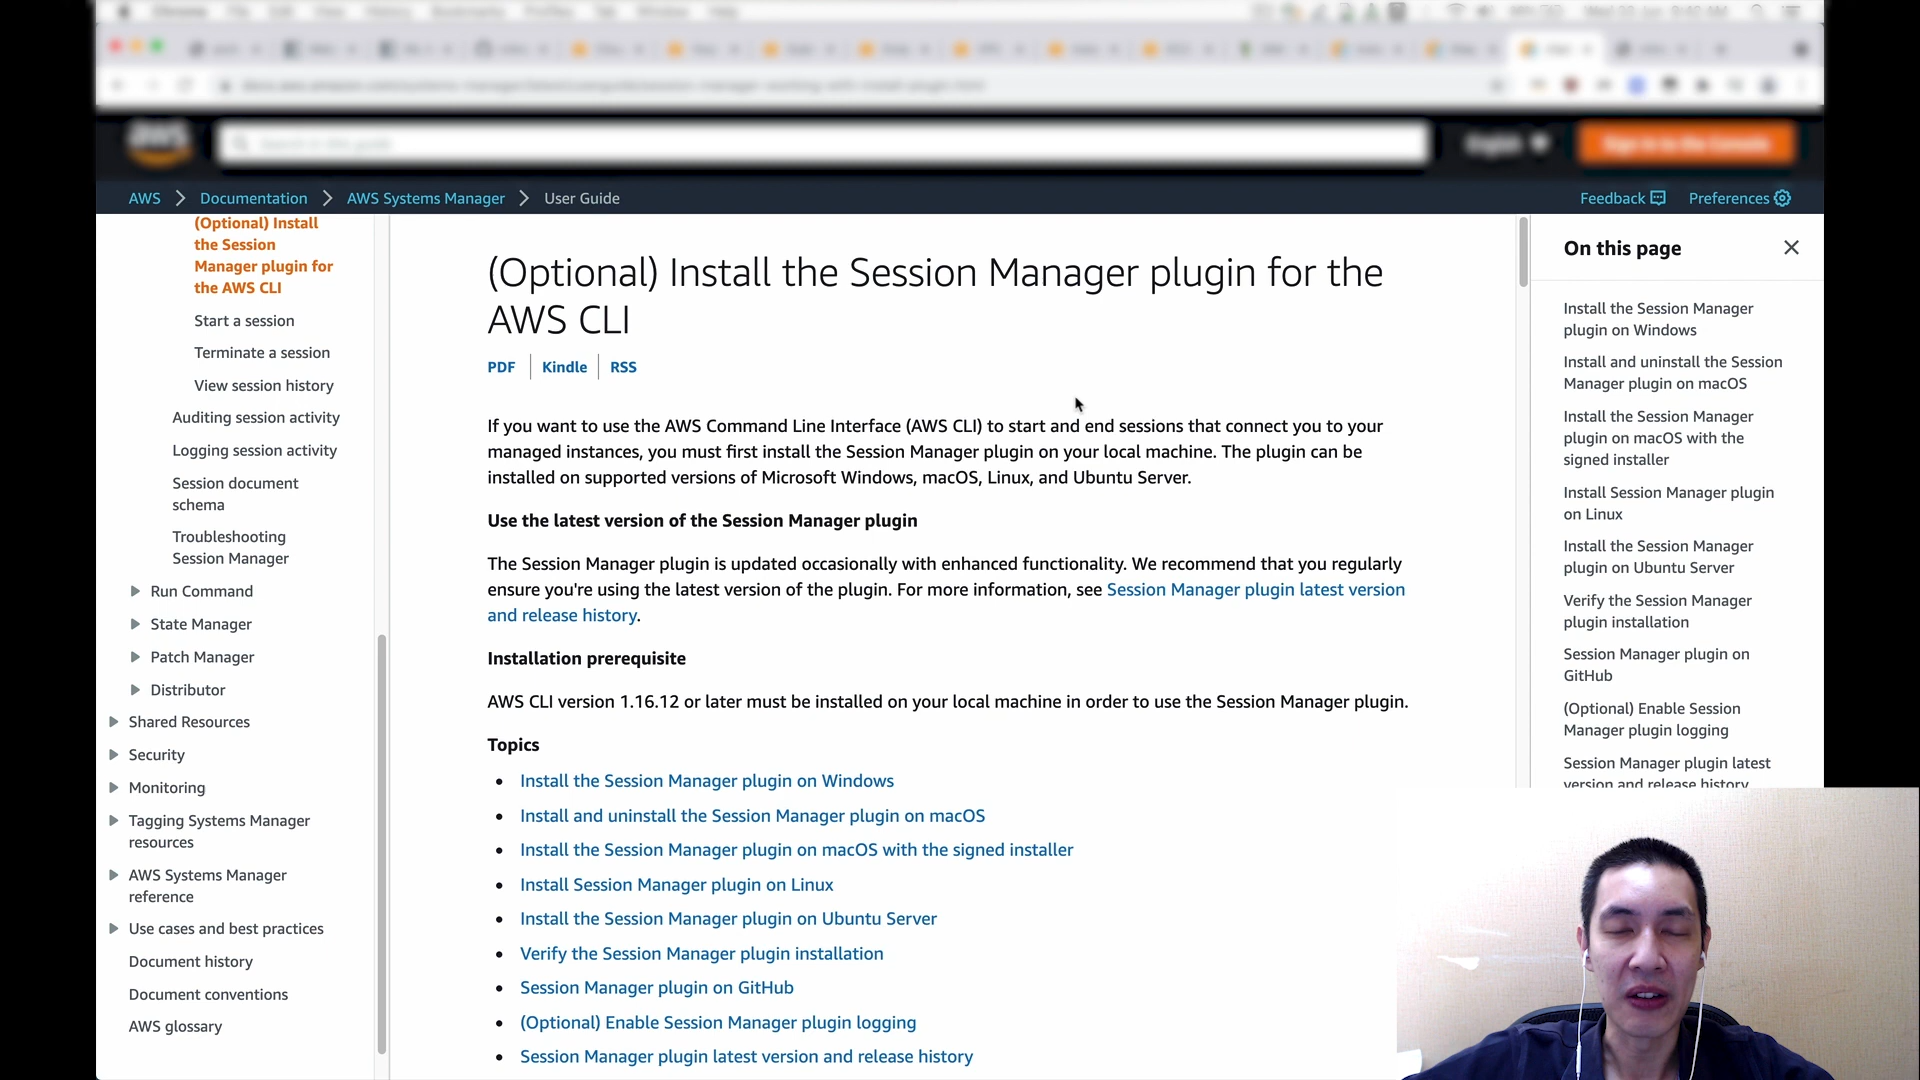 Search in this guide
English
Sign In to the Console
AWS
Documentation
AWS Systems Manager
User Guide
Feedback
Preferences
(Optional) Install
the Session
Manager plugin for
the AWS CLI
Start a session
Terminate a session
View session history
Auditing session activity
Logging session activity
Session document
schema
Troubleshooting
Session Manager
Run Command
State Manager
Patch Manager
Distributor
Shared Resources
Security
Monitoring
Tagging Systems Manager
resources
AWS Systems Manager
reference
Use cases and best practices
Document history
Document conventions
AWS glossary
(Optional) Install the Session Manager plugin for the
AWS CLI
PDF
Kindle
RSS
If you want to use the AWS Command Line Interface (AWS CLI) to start and end sessions that connect you to your
managed instances, you must first install the Session Manager plugin on your local machine. The plugin can be
installed on supported versions of Microsoft Windows, macOS, Linux, and Ubuntu Server.
Use the latest version of the Session Manager plugin
The Session Manager plugin is updated occasionally with enhanced functionality. We recommend that you regularly
ensure you're using the latest version of the plugin. For more information, see Session Manager plugin latest version
and release history.
Installation prerequisite
AWS CLI version 1.16.12 or later must be installed on your local machine in order to use the Session Manager plugin.
Topics
Install the Session Manager plugin on Windows
Install and uninstall the Session Manager plugin on macOS
Install the Session Manager plugin on macOS with the signed installer
Install Session Manager plugin on Linux
Install the Session Manager plugin on Ubuntu Server
Verify the Session Manager plugin installation
Session Manager plugin on GitHub
(Optional) Enable Session Manager plugin logging
Session Manager plugin latest version and release history
On this page
Install the Session Manager
plugin on Windows
Install and uninstall the Session
Manager plugin on macOS
Install the Session Manager
plugin on macOS with the
signed installer
Install Session Manager plugin
on Linux
Install the Session Manager
plugin on Ubuntu Server
Verify the Session Manager
plugin installation
Session Manager plugin on
GitHub
(Optional) Enable Session
Manager plugin logging
Session Manager plugin latest
version and release history